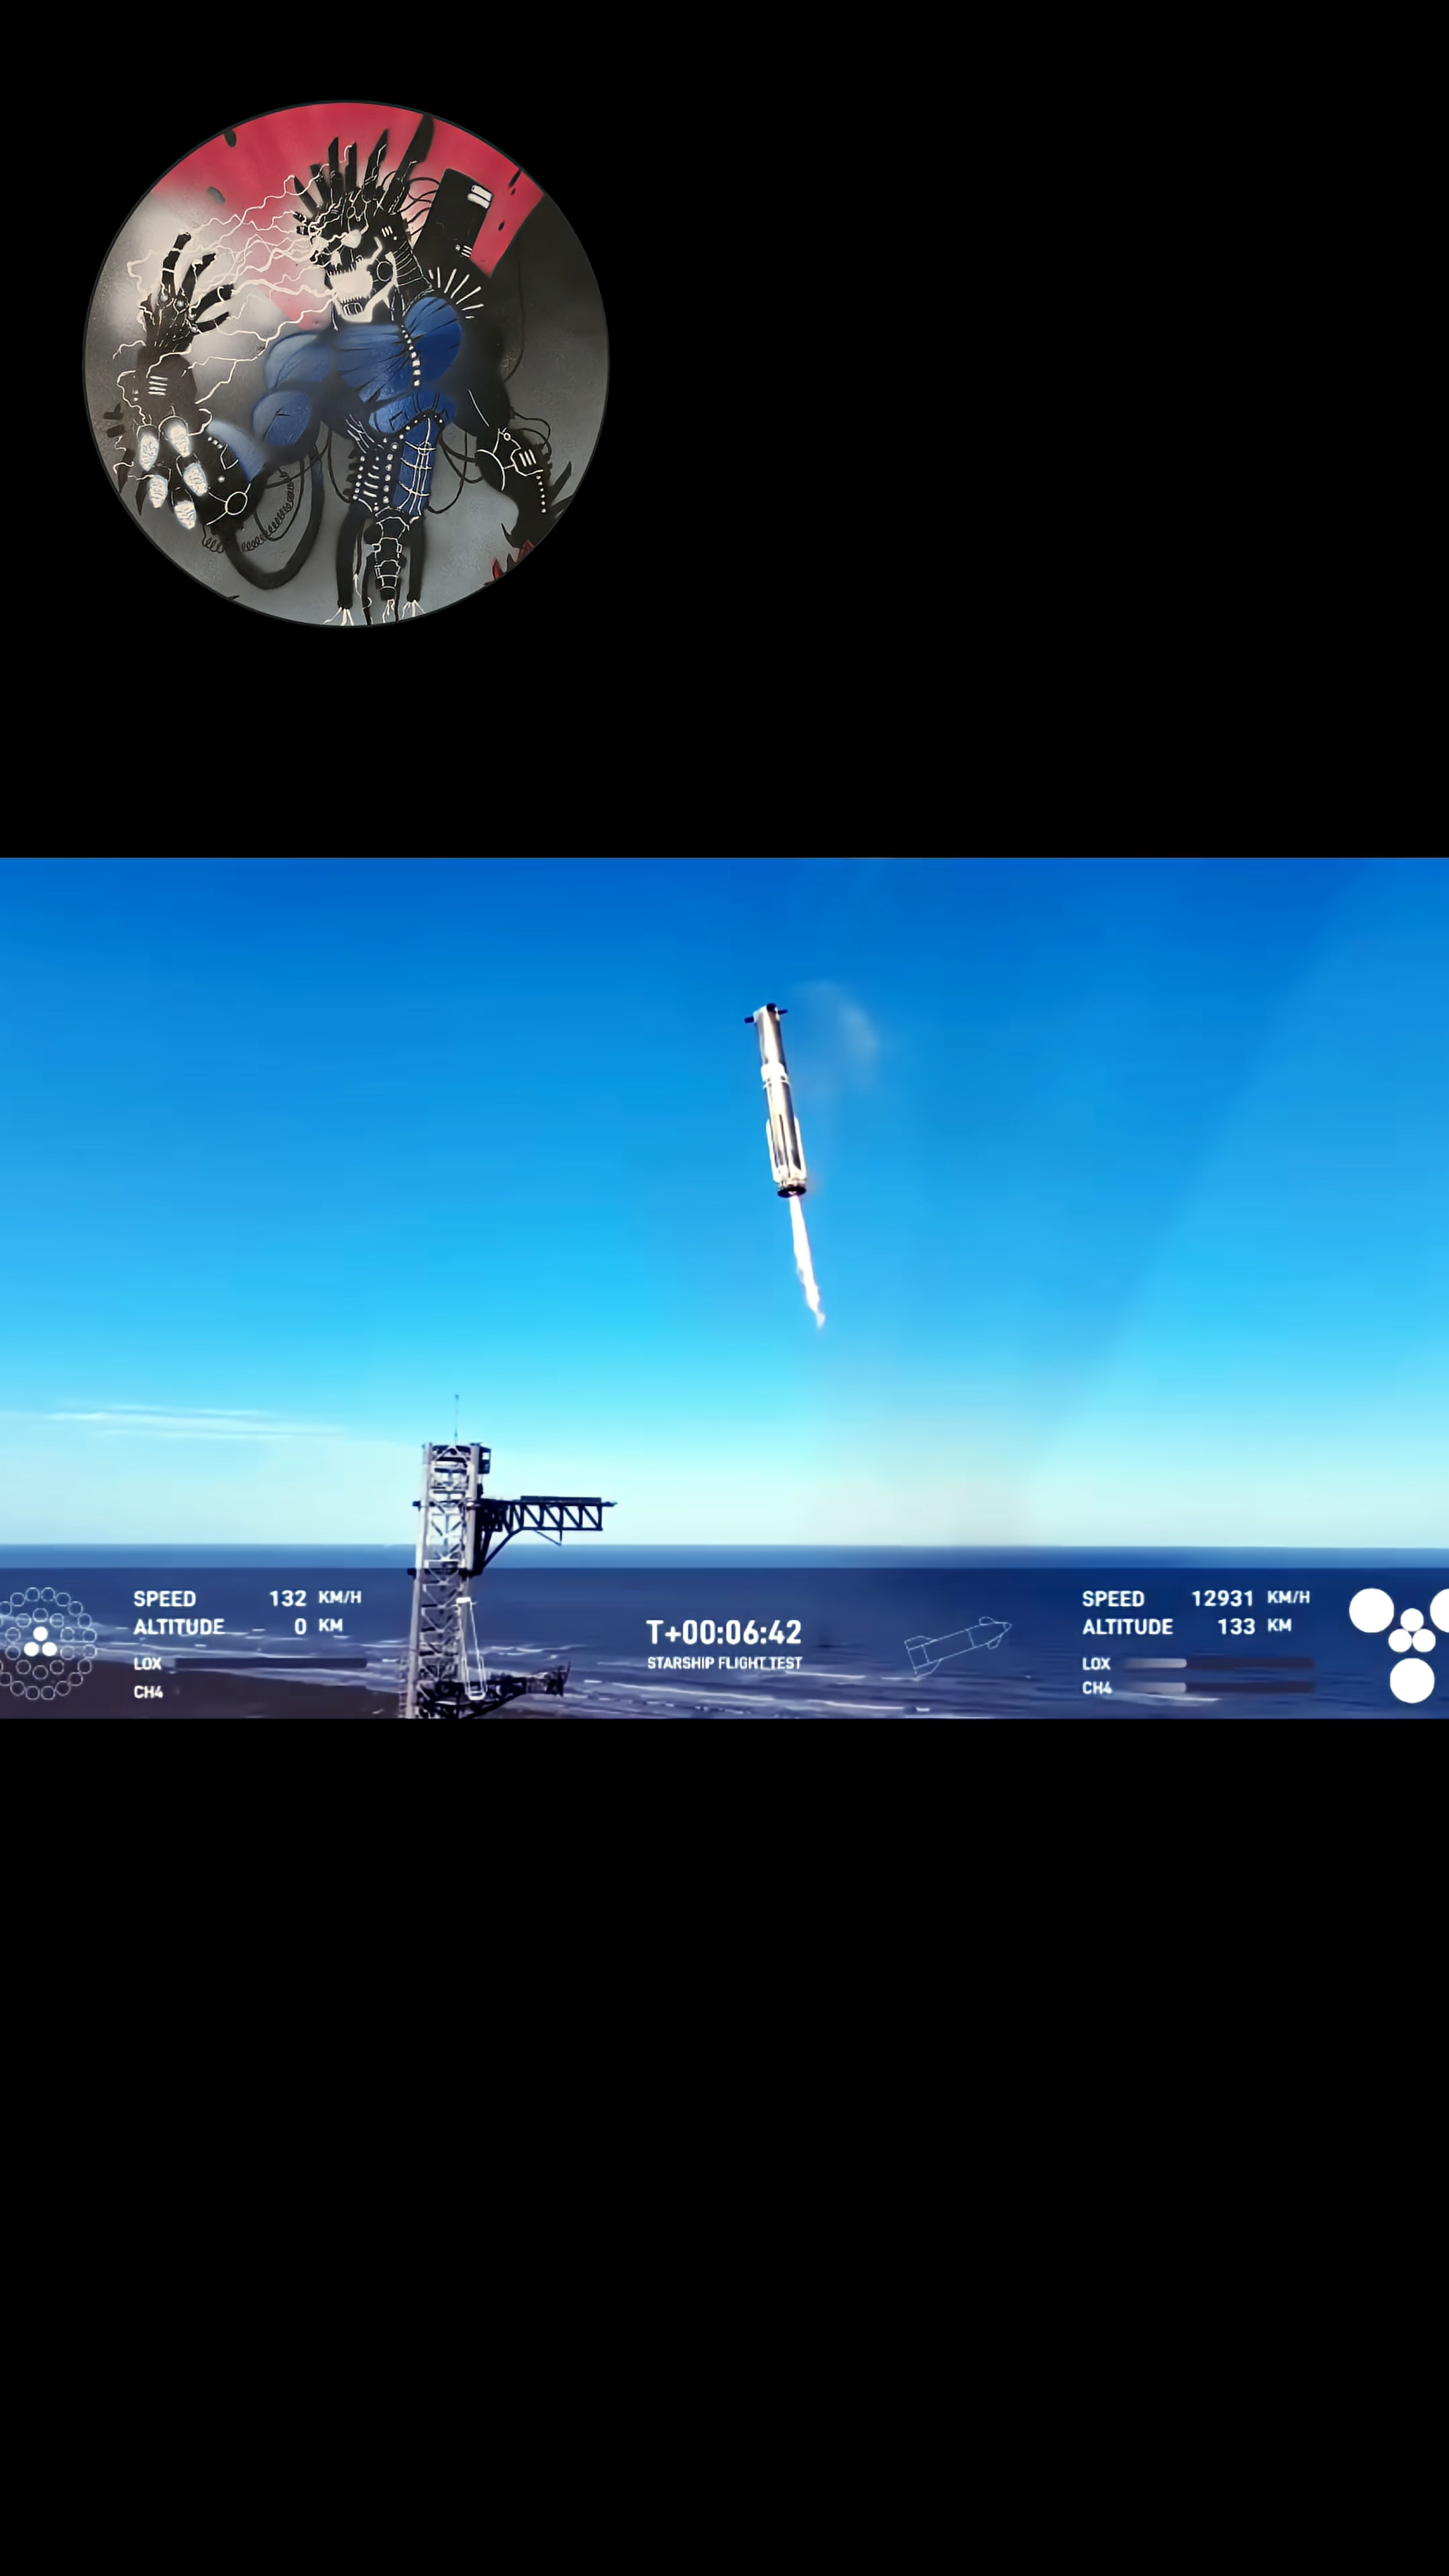 SPEED 132 KM/H
ALTITUDE 0 KM
LOX
CH4
T+00:06:42
STARSHIP FLIGHT TEST
SPEED 12931 KM/H
ALTITUDE 133 KM
LOX
CH4